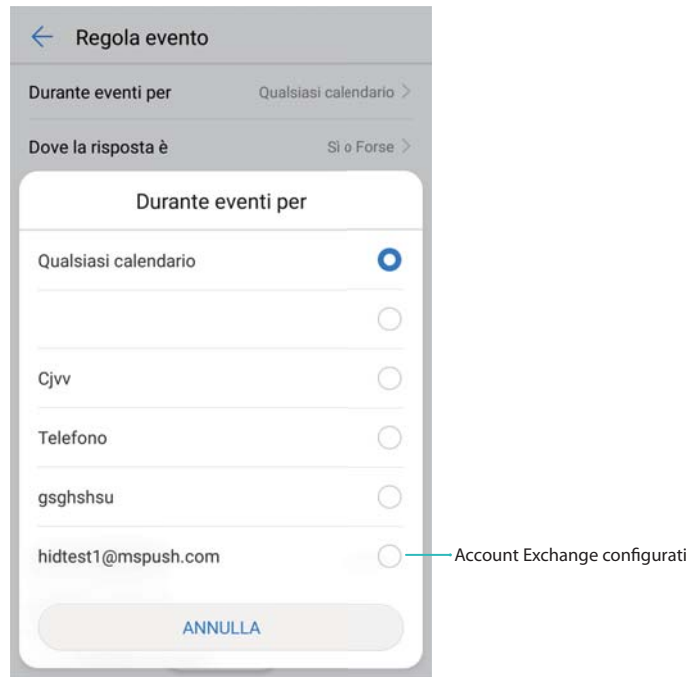 Regola evento
Durante eventi per Qualsiasi calendario
Dove la risposta è Sì o Forse
Durante eventi per
Qualsiasi calendario
Cjvv
Telefono
gsghshsu
hidtest1@mspush.com
Account Exchange configurati
ANNULLA